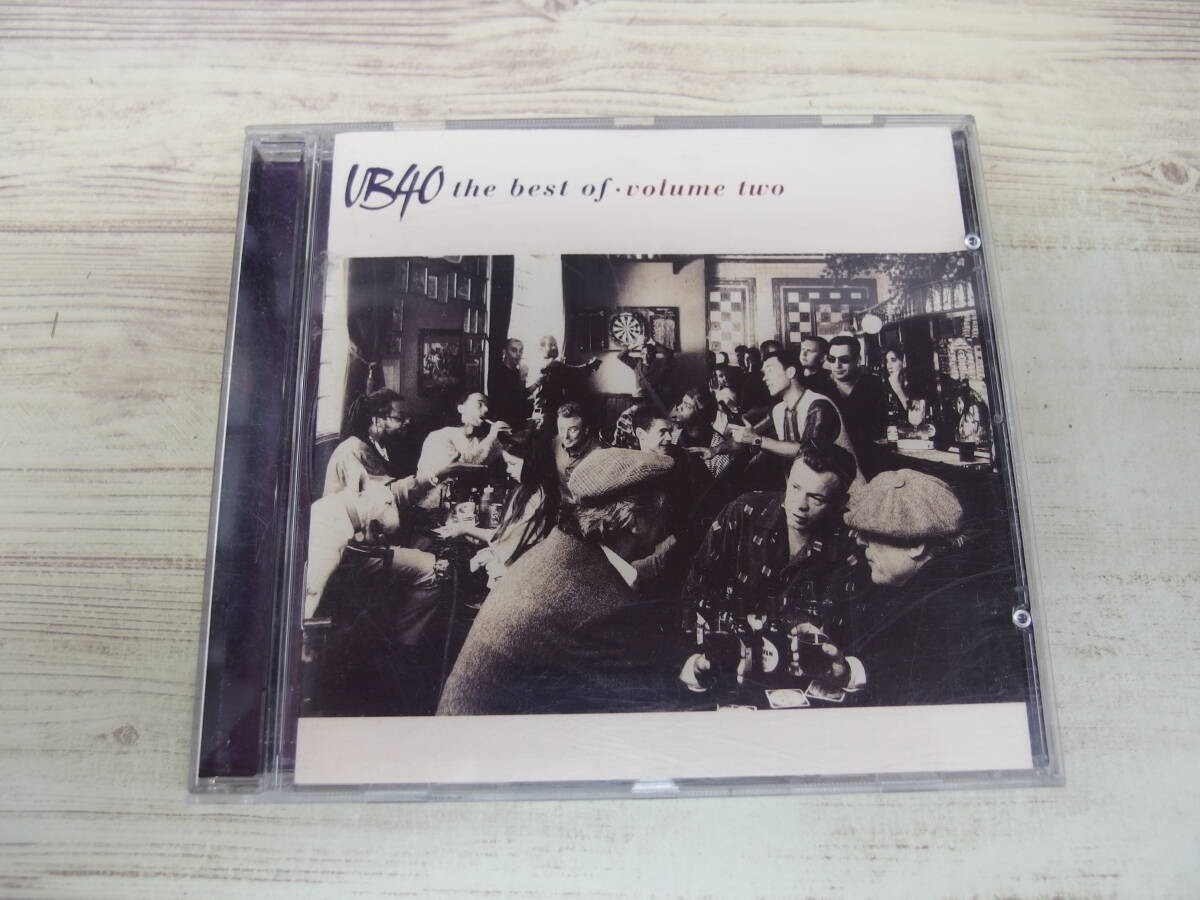 UB40 the best of · volume two